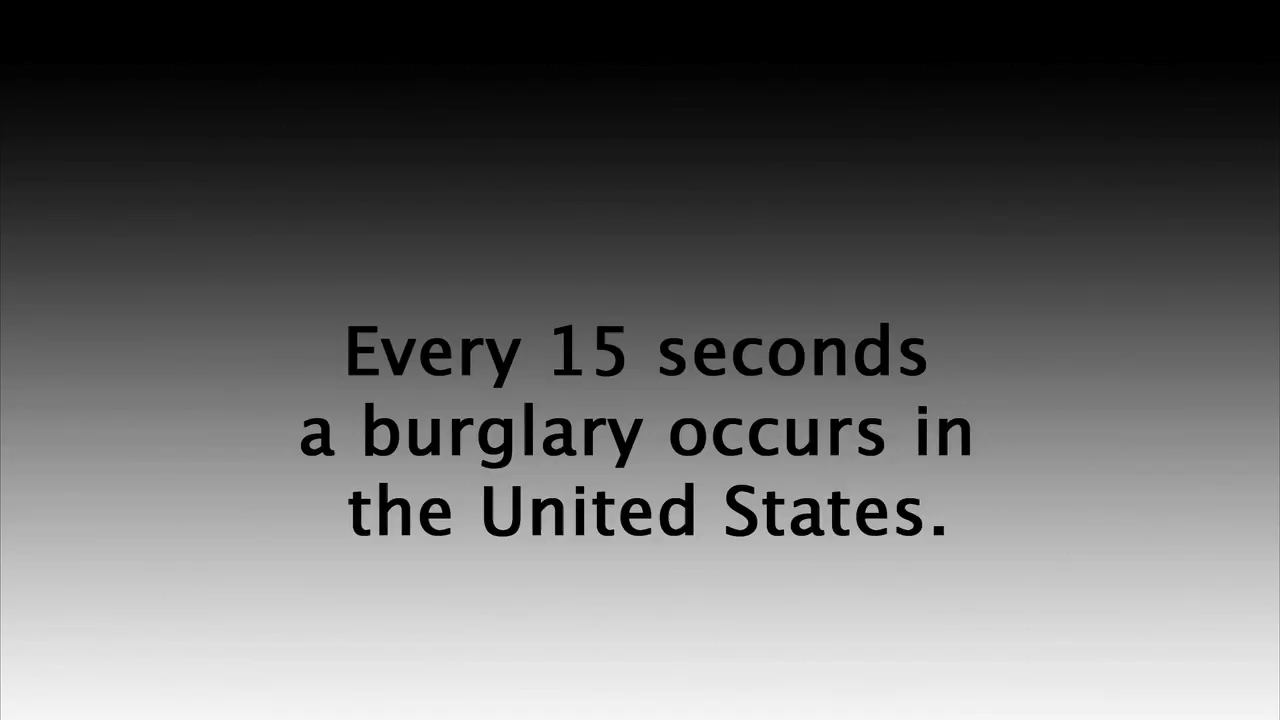 Every 15 seconds
a burglary occurs in
the United States.